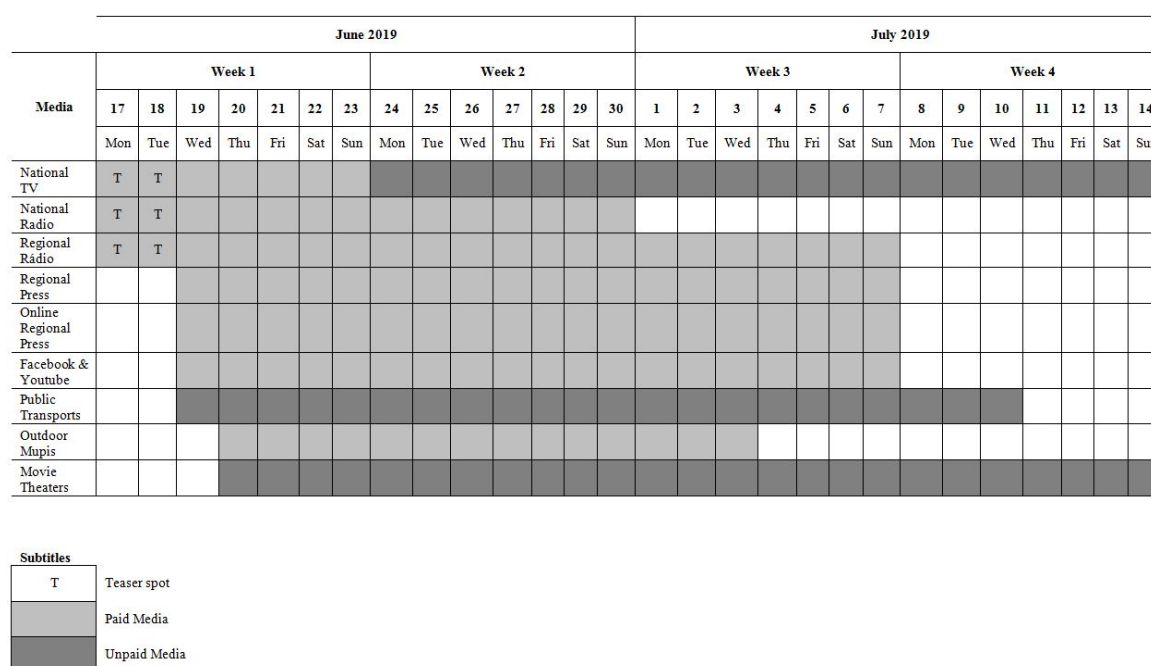 June 2019 July 2019
Week 1 Week 2 Week 3 Week 4
Media 17 18 19 20 21 22 23 24 25 26 27 28 29 30 1 2 3 4 5 6 7 8 9 10 11 12 13 14
Mon Tue Wed Thu Fri Sat Sun Mon Tue Wed Thu Fri Sat Sun Mon Tue Wed Thu Fri Sat Sun Mon Tue Wed Thu Fri Sat Sun
National
TV T T
National
Radio T T
Regional
Rádio T T
Regional
Press
Online
Regional
Press
Facebook &
Youtube
Public
Transports
Outdoor
Mupis
Movie
Theaters
Subtitles
T Teaser spot
Paid Media
Unpaid Media